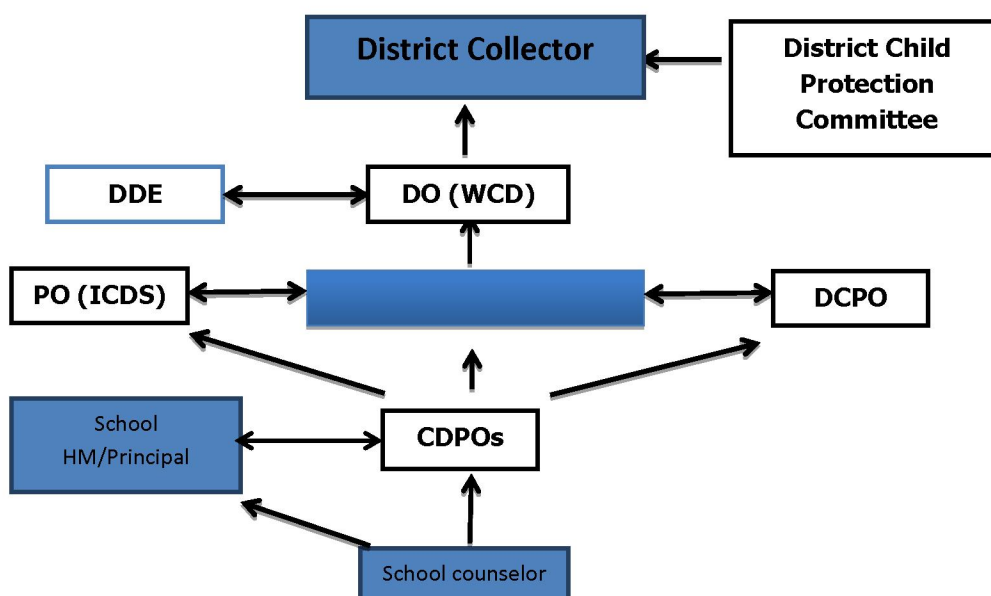 District Collector
District Child
Protection
Committee
DDE
DO (WCD)
PO (ICDS)
DCPO
School
HM/Principal
CDPOs
School counselor